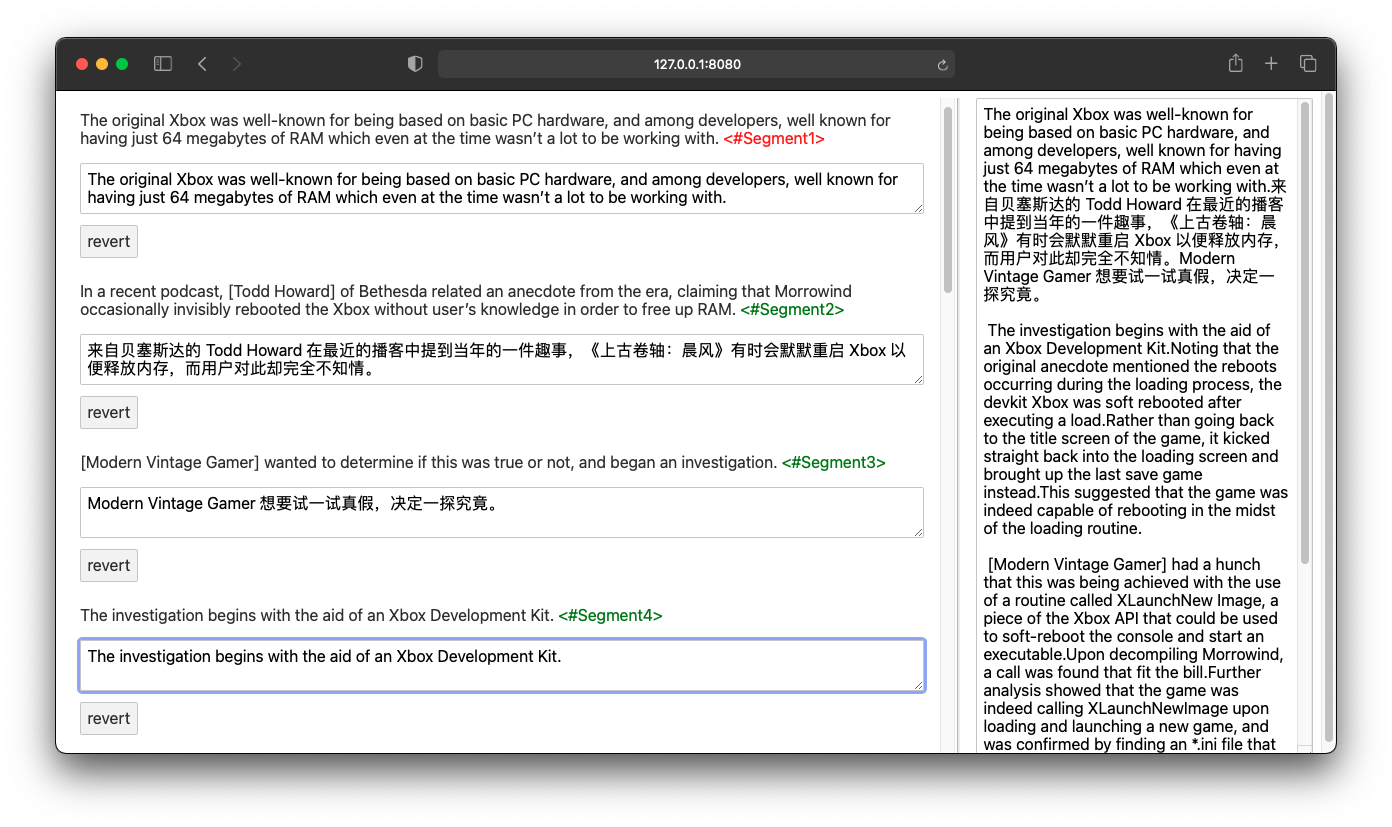 127.0.0.1:8080
The original Xbox was well-known for being based on basic PC hardware, and among developers, well known for
having just 64 megabytes of RAM which even at the time wasn’t a lot to be working with. <#Segment1>
The original Xbox was well-known for being based on basic PC hardware, and among developers, well known for
having just 64 megabytes of RAM which even at the time wasn’t a lot to be working with.
revert
In a recent podcast, [Todd Howard] of Bethesda related an anecdote from the era, claiming that Morrowind
occasionally invisibly rebooted the Xbox without user’s knowledge in order to free up RAM. <#Segment2>
来自贝塞斯达的 Todd Howard 在最近的播客中提到当年的一件趣事，《上古卷轴：晨风》有时会默默重启 Xbox 以
便释放内存，而用户对此却完全不知情。
revert
[Modern Vintage Gamer] wanted to determine if this was true or not, and began an investigation. <#Segment3>
Modern Vintage Gamer 想要试一试真假，决定一探究竟。
revert
The investigation begins with the aid of an Xbox Development Kit. <#Segment4>
The investigation begins with the aid of an Xbox Development Kit.
revert
The original Xbox was well-known for
being based on basic PC hardware, and
among developers, well known for having
just 64 megabytes of RAM which even at
the time wasn’t a lot to be working with.来
自贝塞斯达的 Todd Howard 在最近的播客
中提到当年的一件趣事，《上古卷轴：晨
风》有时会默默重启 Xbox 以便释放内存，
而用户对此却完全不知情。Modern
Vintage Gamer 想要试一试真假，决定一
探究竟。
The investigation begins with the aid of
an Xbox Development Kit.Noting that the
original anecdote mentioned the reboots
occurring during the loading process, the
devkit Xbox was soft rebooted after
executing a load.Rather than going back
to the title screen of the game, it kicked
straight back into the loading screen and
brought up the last save game
instead.This suggested that the game was
indeed capable of rebooting in the midst
of the loading routine.
[Modern Vintage Gamer] had a hunch
that this was being achieved with the use
of a routine called XLaunchNew Image, a
piece of the Xbox API that could be used
to soft-reboot the console and start an
executable.Upon decompiling Morrowind,
a call was found that fit the bill.Further
analysis showed that the game was
indeed calling XLaunchNewImage upon
loading and launching a new game, and
was confirmed by finding an *.ini file that